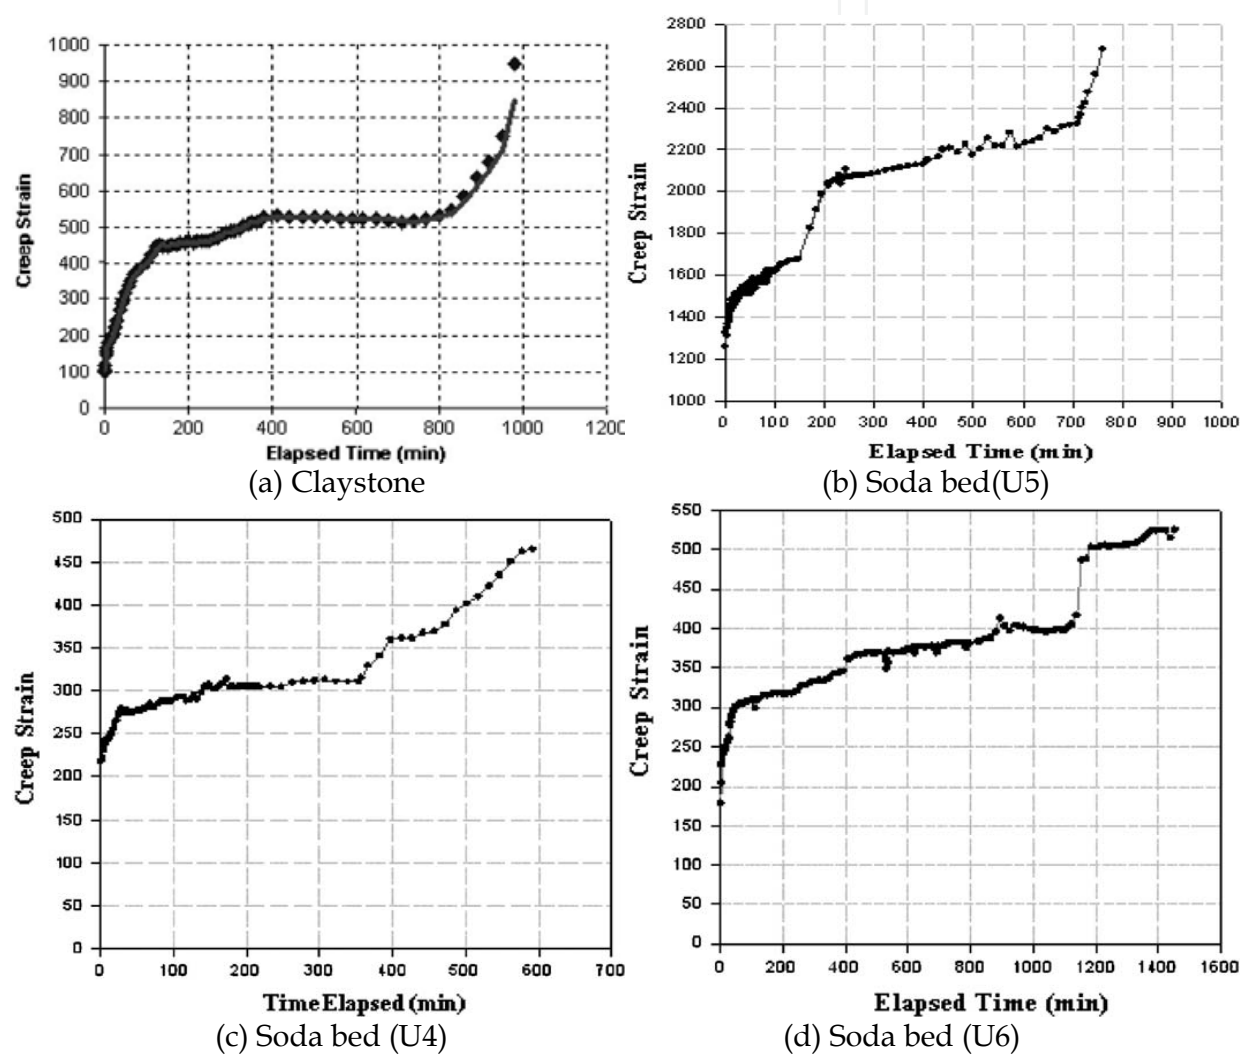 1000
900
800
700
600
500
400
300
200
100
0
Creep Strain
0 200 400 600 800 1000 1200
Elapsed Time (min)
(a) Claystone
2800
2600
2400
2200
2000
1800
1600
1400
1200
1000
Creep Strain
0 100 200 300 400 500 600 700 800 900 1000
Elapsed Time (min)
(b) Soda bed(U5)
500
450
400
350
300
250
200
150
100
50
0
Creep Strain
0 100 200 300 400 500 600 700
Time Elapsed (min)
(c) Soda bed (U4)
550
500
450
400
350
300
250
200
150
100
50
0
Creep Strain
0 200 400 600 800 1000 1200 1400 1600
Elapsed Time (min)
(d) Soda bed (U6)